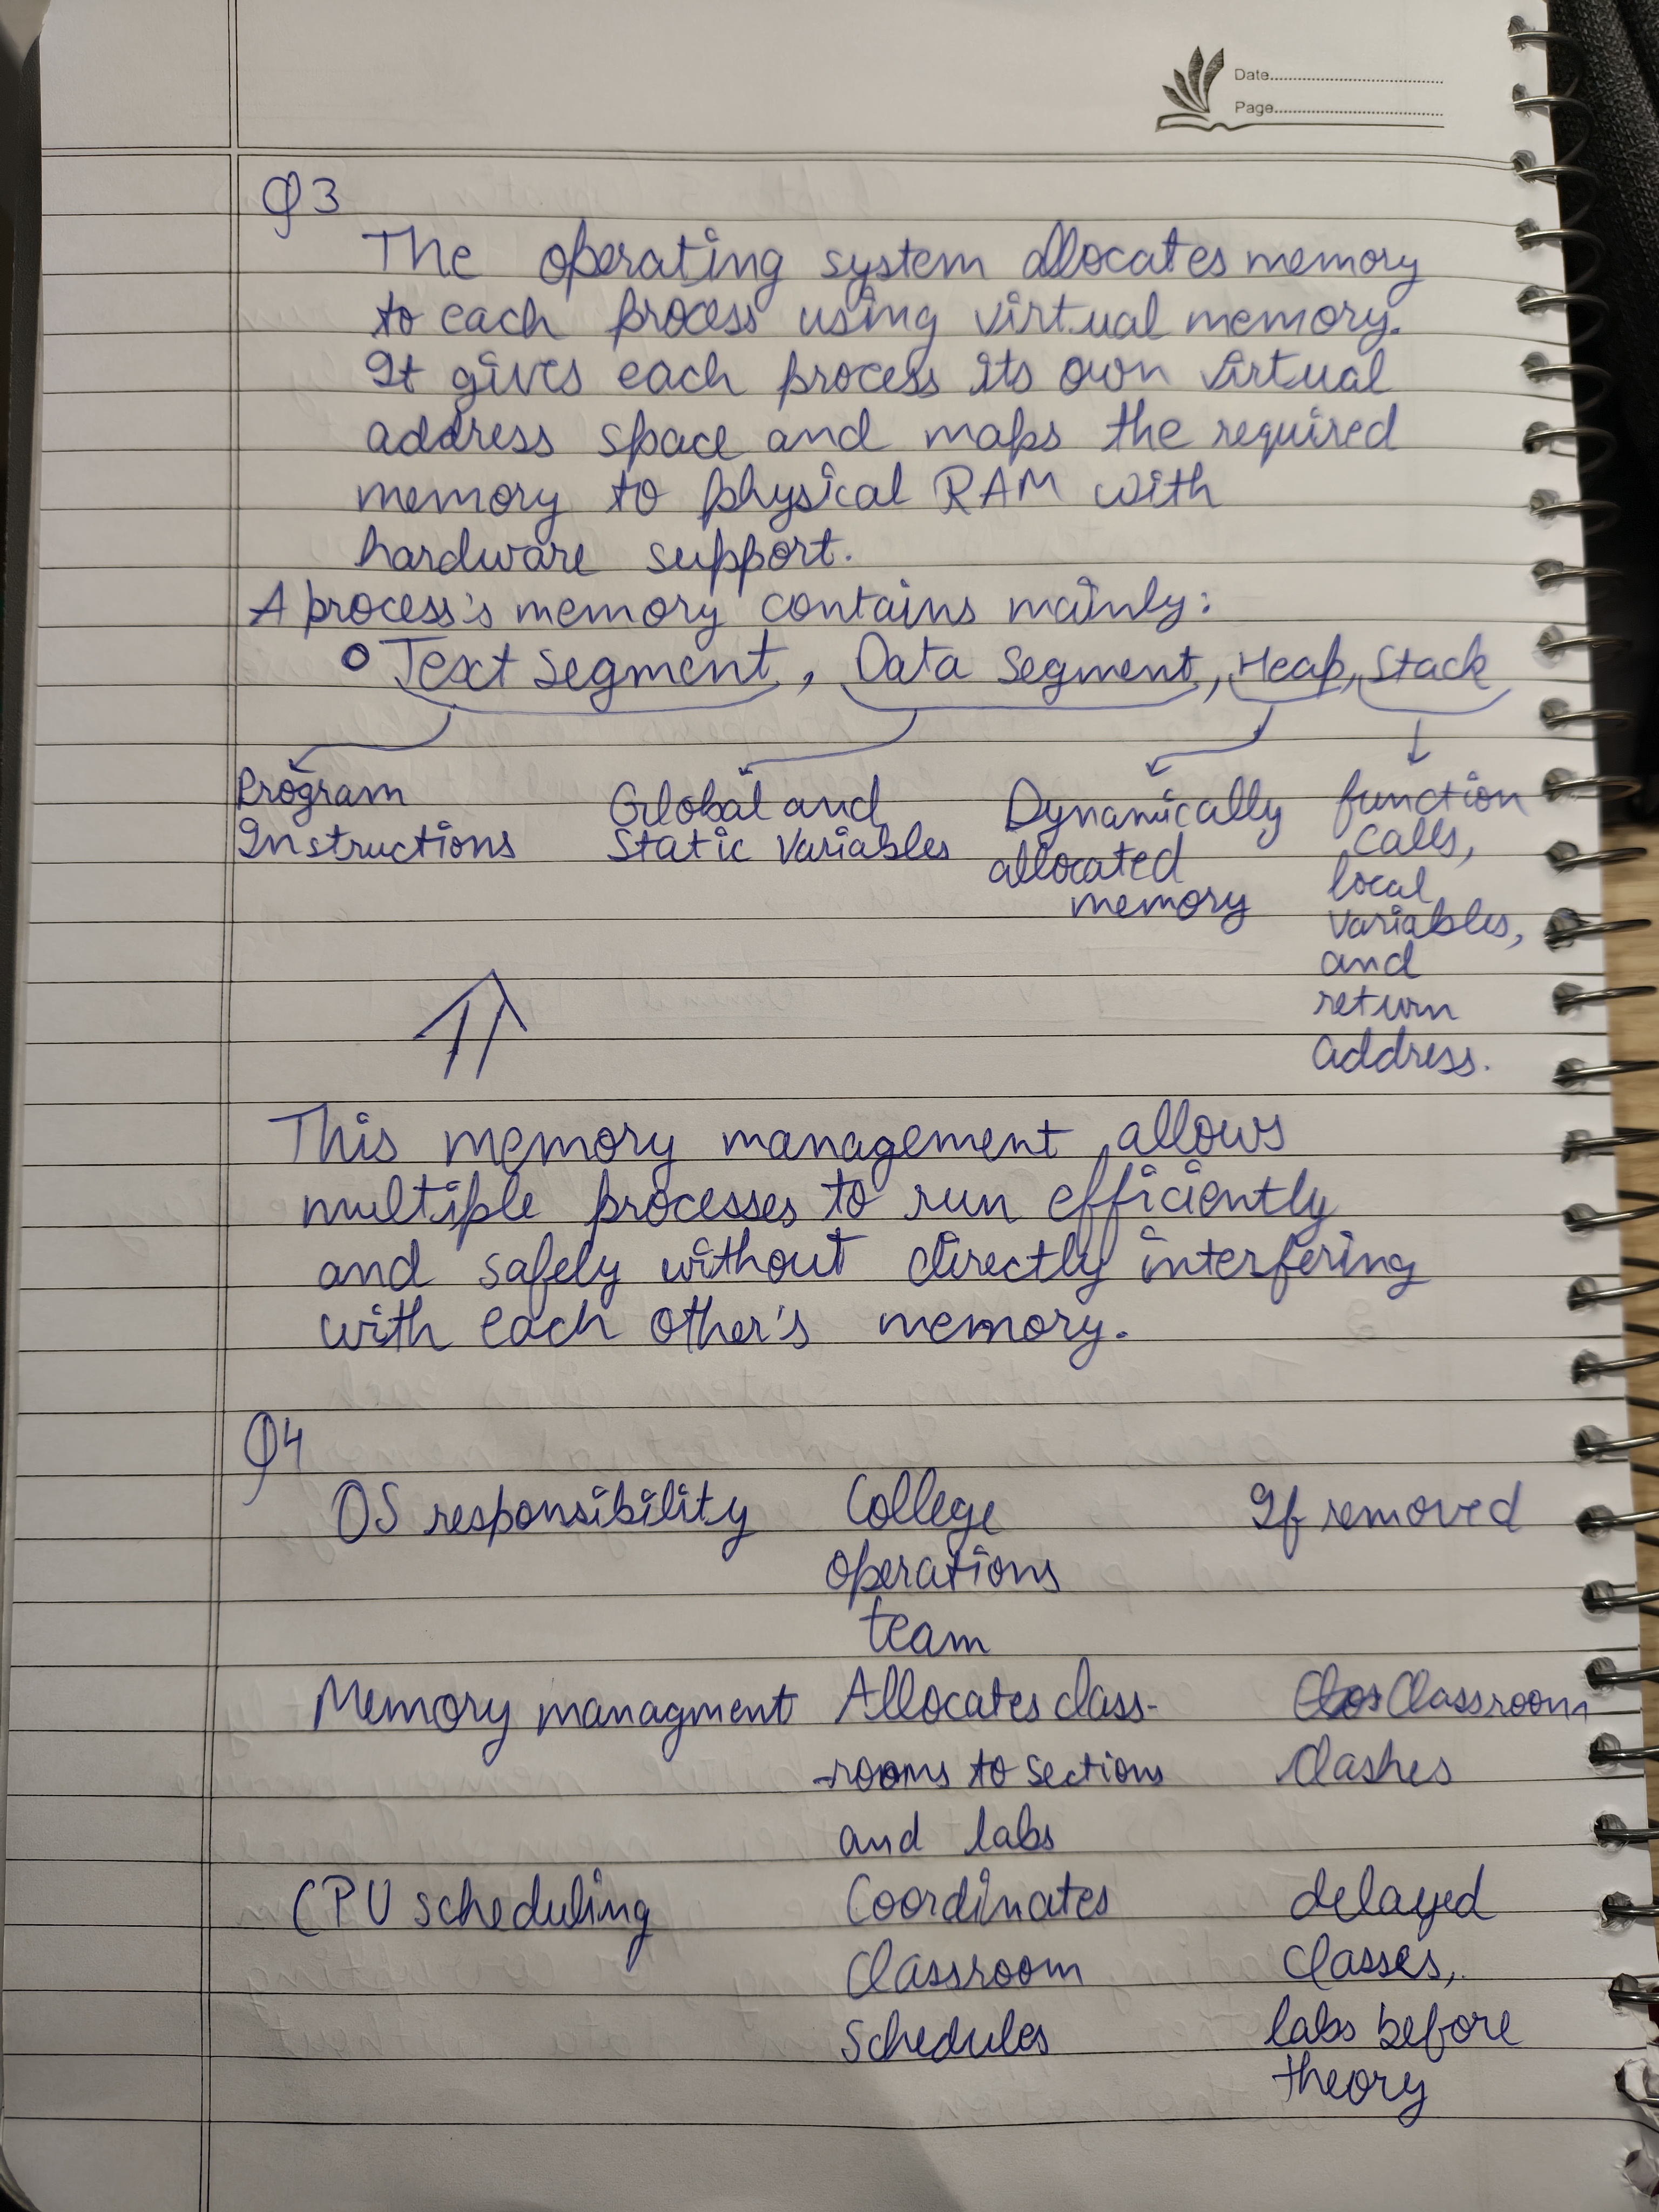 Date
Page
Q3
The operating system allocates memory
to each process using virtual memory.
It gives each process its own virtual
address space and maps the required
memory to physical RAM with
hardware support.
A process's memory contains mainly:
Text Segment, Data Segment, Heap, Stack
Program
Instructions
Global and
Static Variables
Dynamically
allocated
memory
function
calls,
local
variables,
and
return
address.
This memory management allows
multiple processes to run efficiently
and safely without directly interfering
with each other's memory.
Q4
OS responsibility
College
operations
team
If removed
Memory managment
Allocates class-
-rooms to sections
and labs
Classroom
clashes
CPU scheduling
Coordinates
classroom
schedules
delayed
classes,
labs before
theory